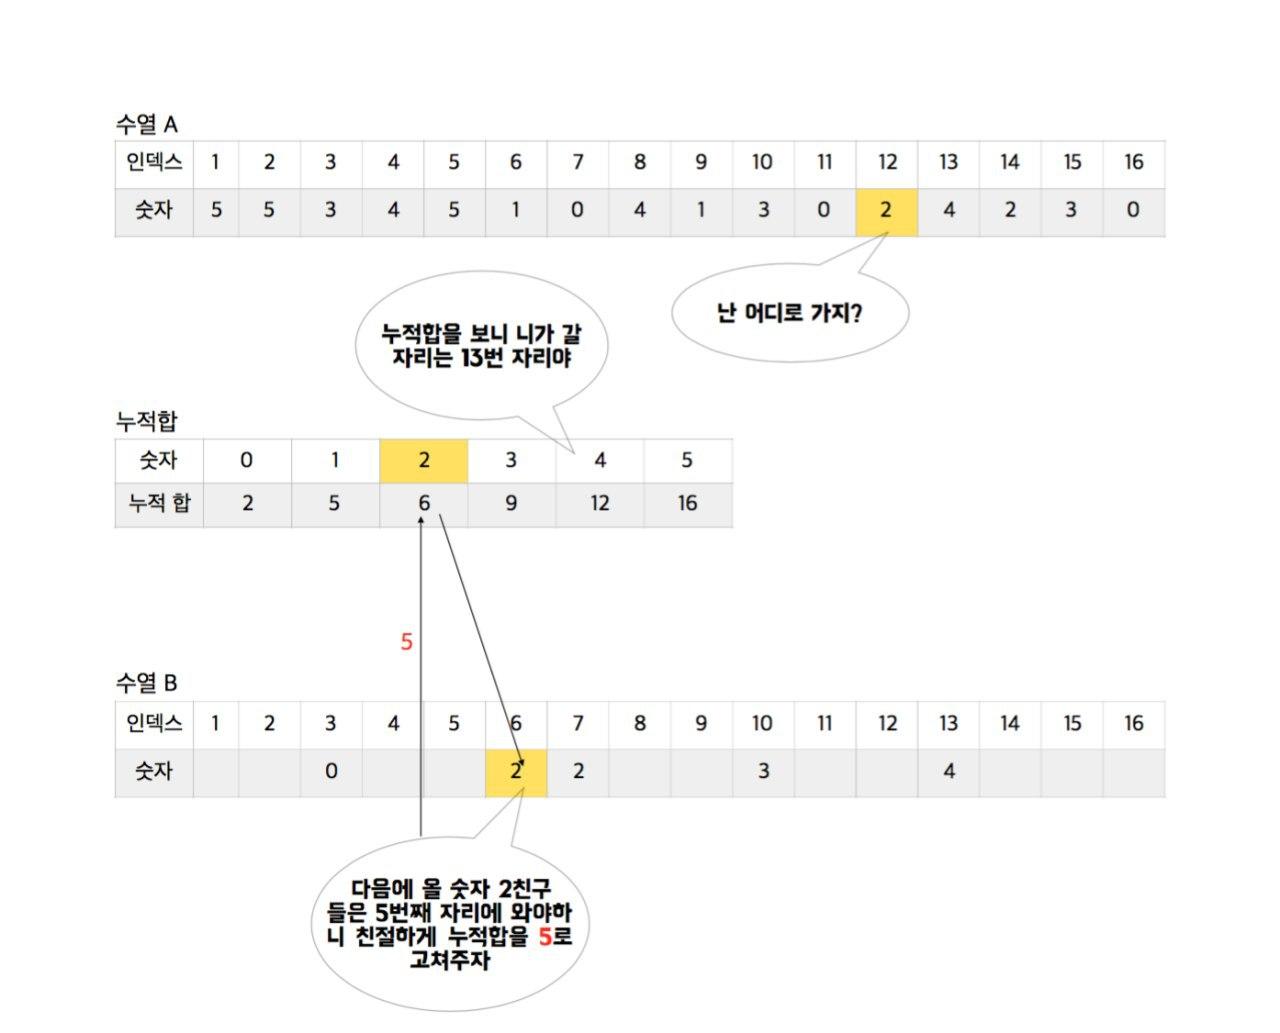 수열 A
인덱스 1 2 3 4 5 6 7 8 9 10 11 12 13 14 15 16
숫자 5 5 3 4 5 1 0 4 1 3 0 2 4 2 3 0
난 어디로 가지?
누적합을 보니 니가 갈
자리는 13번 자리야
누적합
숫자 0 1 2 3 4 5
누적 합 2 5 6 9 12 16
5
수열 B
인덱스 1 2 3 4 5 6 7 8 9 10 11 12 13 14 15 16
숫자 0 2 2 3 4
다음에 올 숫자 2친구
들은 5번째 자리에 와야하
니 친절하게 누적합을 5로
고쳐주자